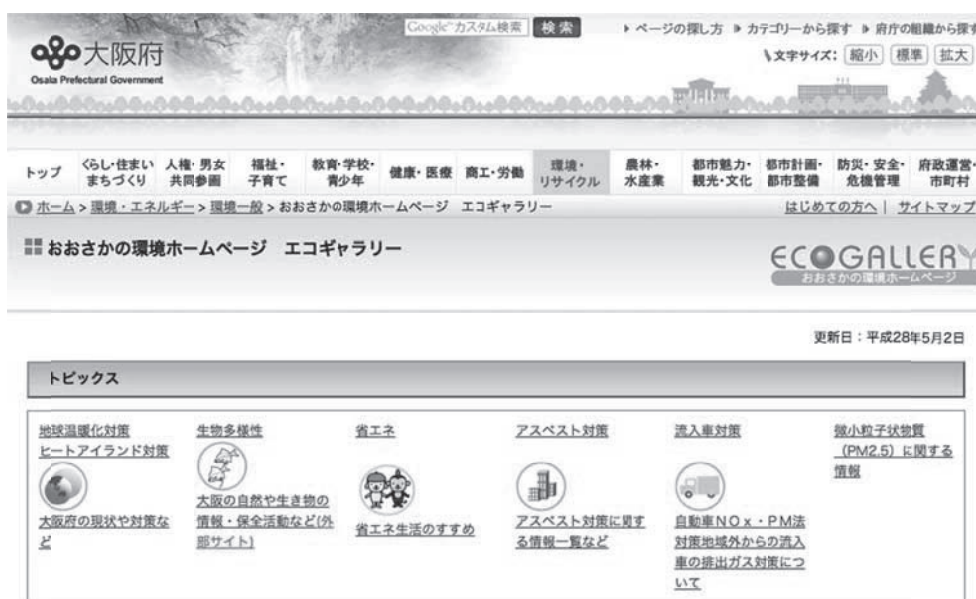 Google™ カスタム検索 検索
ページの探し方 カテゴリーから探す 府庁の組織から探す
大阪府
Osaka Prefectural Government
文字サイズ: 縮小 標準 拡大
トップ くらし・住まい まちづくり 人権・男女 共同参画 福祉・ 子育て 教育・学校・ 青少年 健康・医療 商工・労働 環境・ リサイクル 農林・ 水産業 都市魅力・ 観光・文化 都市計画・ 都市整備 防災・安全・ 危機管理 府政運営・ 市町村
ホーム > 環境・エネルギー > 環境一般 > おおさかの環境ホームページ エコギャラリー
はじめての方へ | サイトマップ
おおさかの環境ホームページ エコギャラリー
ECOGALLERY
おおさかの環境ホームページ
更新日:平成28年5月2日
トピックス
地球温暖化対策
ヒートアイランド対策
大阪府の現状や対策な
ど
生物多様性
大阪の自然や生き物の
情報・保全活動など(外
部サイト)
省エネ
省エネ生活のすすめ
アスベスト対策
アスベスト対策に関す
る情報一覧など
流入車対策
自動車NOx・PM法
対策地域外からの流入
車の排出ガス対策につ
いて
微小粒子状物質
(PM2.5)に関する
情報